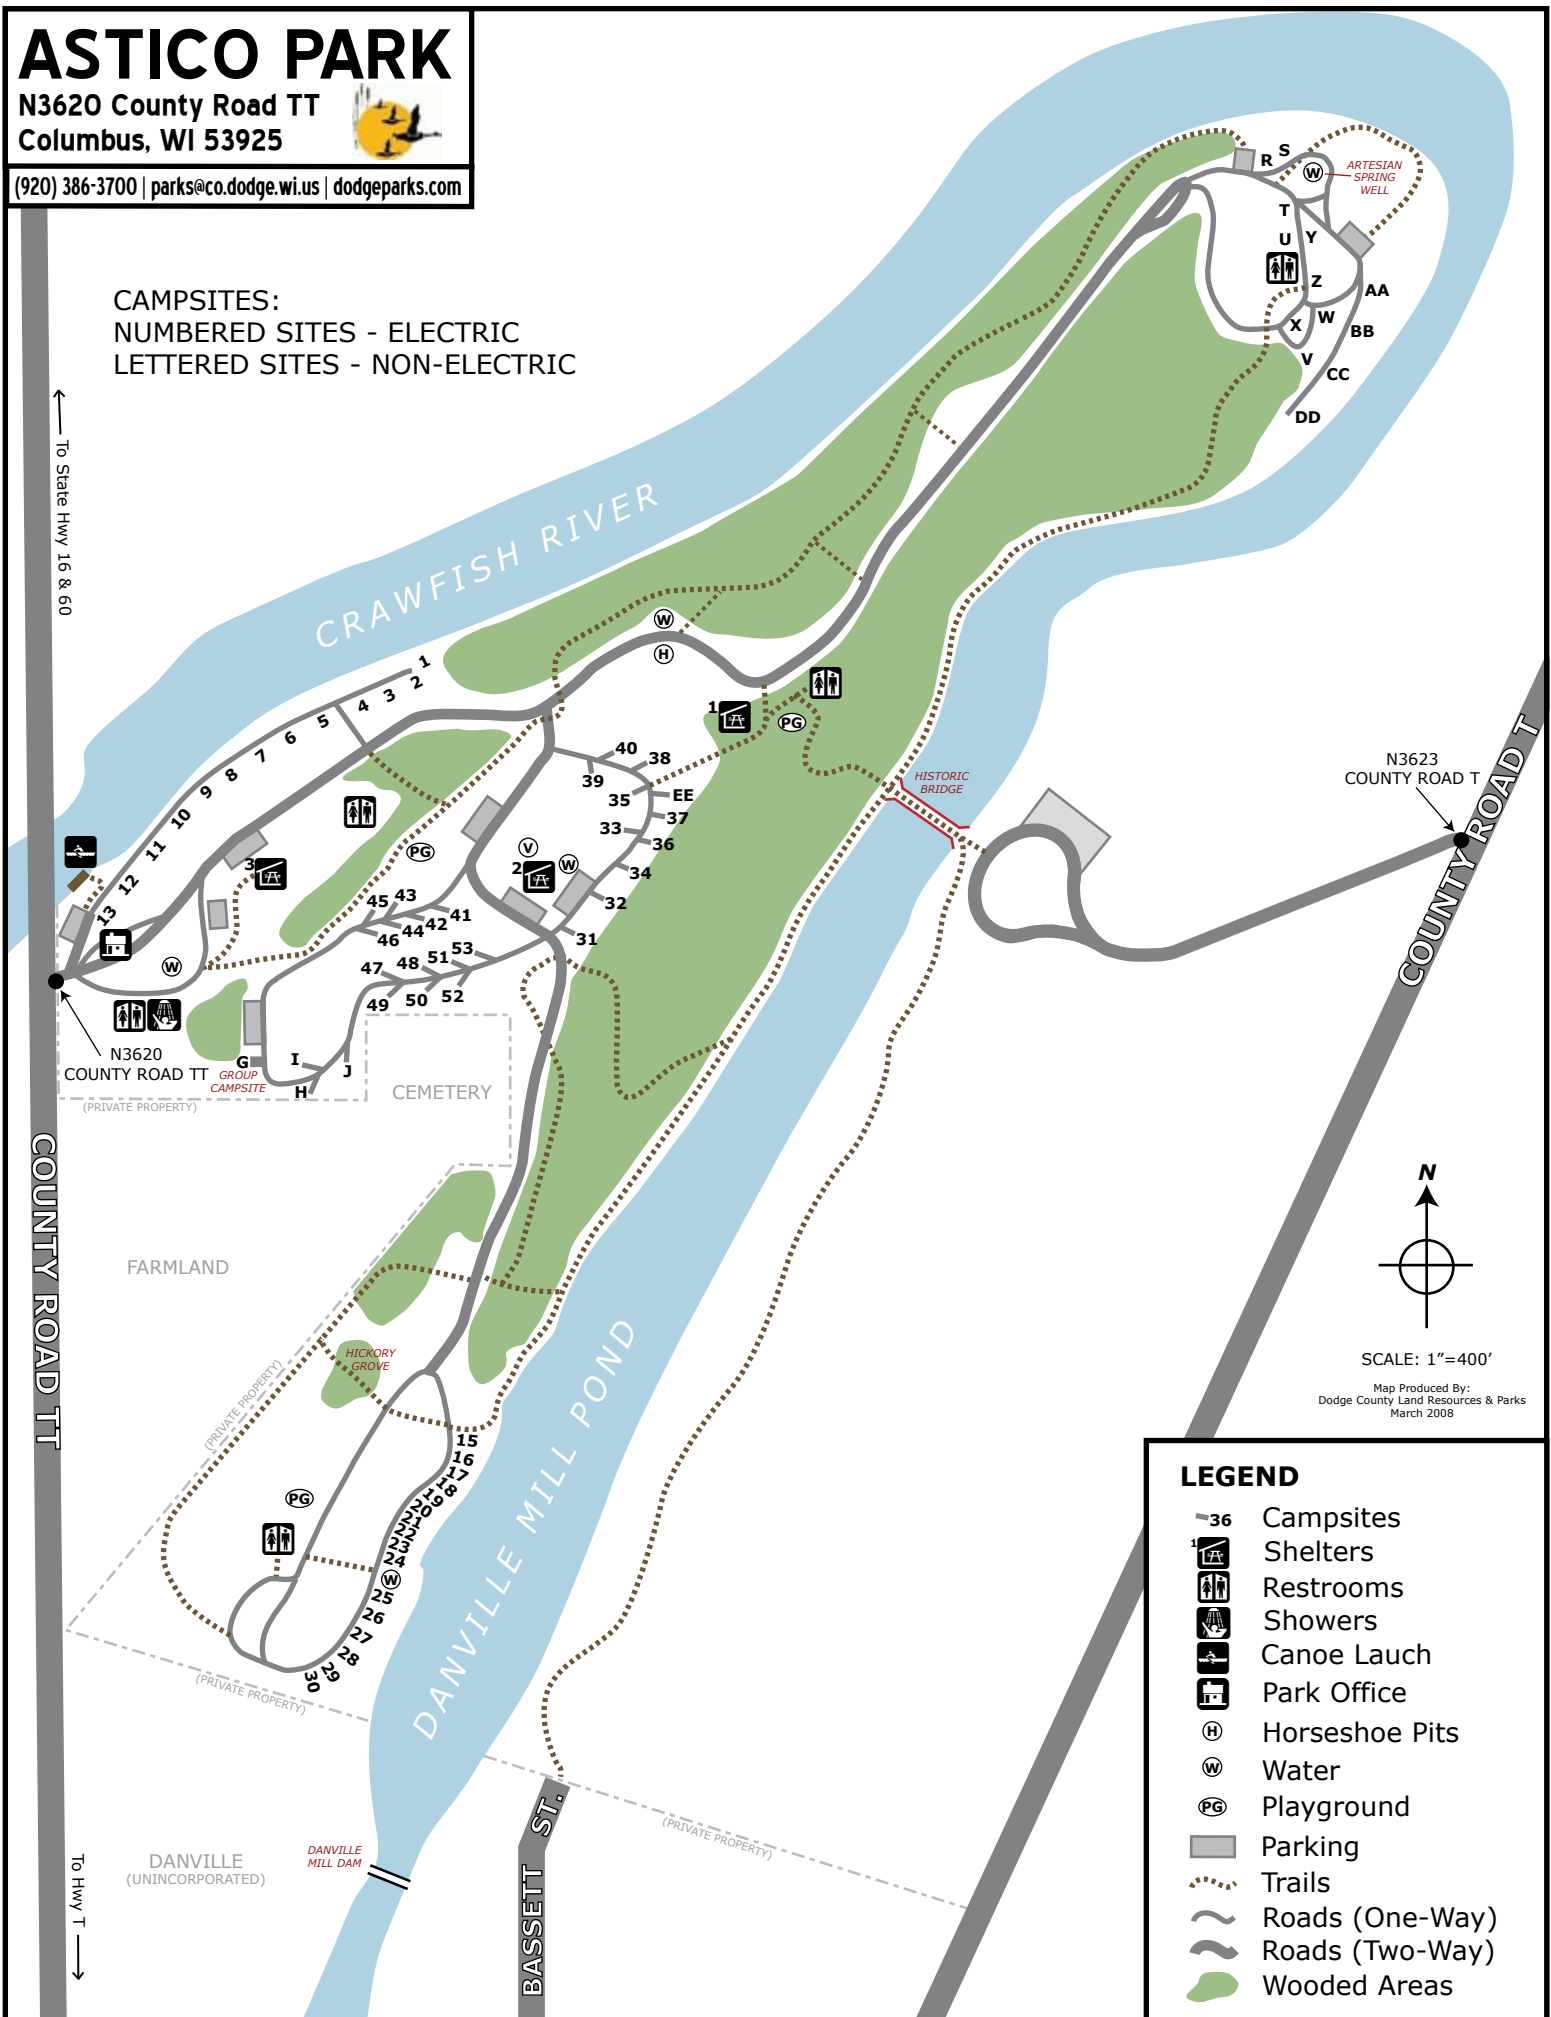 ASTICO PARK
N3620 County Road TT
Columbus, WI 53925
(920) 386-3700 | parks@co.dodge.wi.us | dodgeparks.com
CAMPSITES:
NUMBERED SITES - ELECTRIC
LETTERED SITES - NON-ELECTRIC
To State Hwy 16 & 60
CRAWFISH RIVER
R
S
W
ARTESIAN
SPRING
WELL
T
U
Y
Z
AA
X
W
BB
V
CC
DD
W
H
1
2
3
4
5
6
7
8
9
10
11
12
13
1
PG
40
38
39
35
EE
37
33
36
34
32
31
V
2
W
PG
3
W
45
43
41
42
44
46
53
51
48
47
52
50
49
HISTORIC
BRIDGE
N3623
COUNTY ROAD T
COUNTY ROAD T
N3620
COUNTY ROAD TT
G
GROUP
CAMPSITE
I
H
J
(PRIVATE PROPERTY)
CEMETERY
COUNTY ROAD TT
FARMLAND
HICKORY
GROVE
(PRIVATE PROPERTY)
15
16
17
18
19
20
21
22
23
24
W
25
26
27
28
29
30
PG
(PRIVATE PROPERTY)
DANVILLE MILL POND
DANVILLE
MILL DAM
DANVILLE
(UNINCORPORATED)
To Hwy T
BASSETT ST.
(PRIVATE PROPERTY)
N
SCALE: 1"=400'
Map Produced By:
Dodge County Land Resources & Parks
March 2008
LEGEND
36 Campsites
1 Shelters
Restrooms
Showers
Canoe Lauch
Park Office
H Horseshoe Pits
W Water
PG Playground
Parking
Trails
Roads (One-Way)
Roads (Two-Way)
Wooded Areas